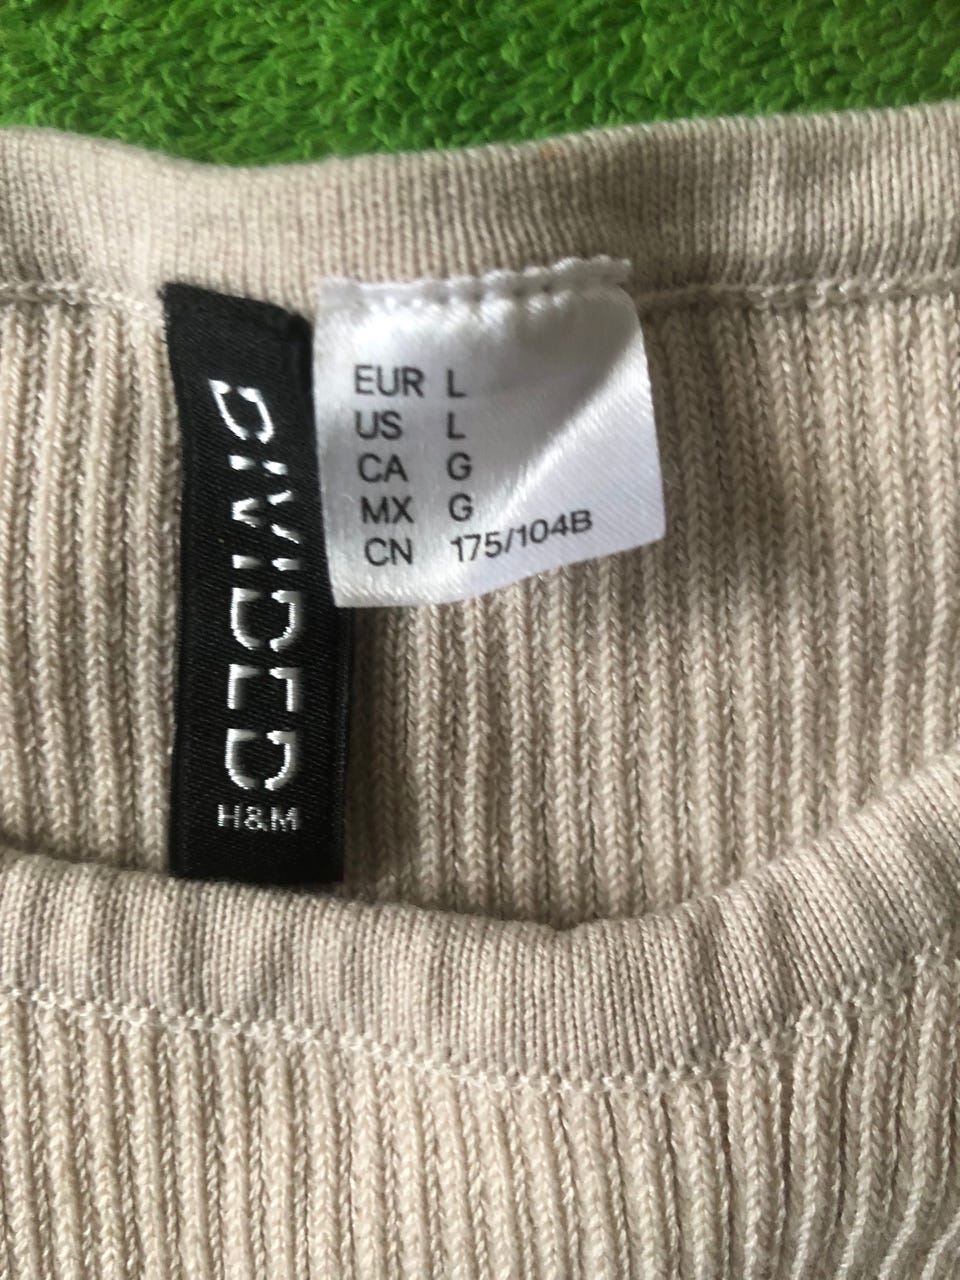 DIVIDED
H&M
EUR L
US L
CA G
MX G
CN 175/104B